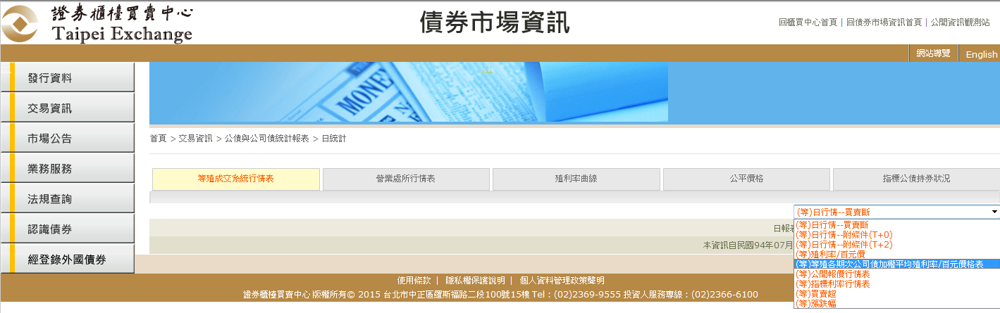 證券櫃檯買賣中心
Taipei Exchange
債券市場資訊
回櫃買中心首頁 | 回債券市場資訊首頁 | 公開資訊觀測站
網站導覽
English
發行資料
交易資訊
市場公告
業務服務
法規查詢
認識債券
經登錄外國債券
MONEY
首頁 > 交易資訊 > 公債與公司債統計報表 > 日統計
等殖成交系統行情表
營業處所行情表
殖利率曲線
公平價格
指標公債持券狀況
(等)日行情--買賣斷
日報表
本資訊自民國94年07月
(等)日行情--買賣斷
(等)日行情--附條件(T+0)
(等)日行情--附條件(T+2)
(等)殖利率/百元價
(等)等殖各期次公司債加權平均殖利率/百元價格表
(等)公開報價行情表
(等)指標利率行情表
(等)買賣超
(等)漲跌幅
使用條款 | 隱私權保護說明 | 個人資料管理政策聲明
證券櫃檯買賣中心 版權所有© 2015 台北市中正區羅斯福路二段100號15樓 Tel : (02)2369-9555 投資人服務專線 : (02)2366-6100